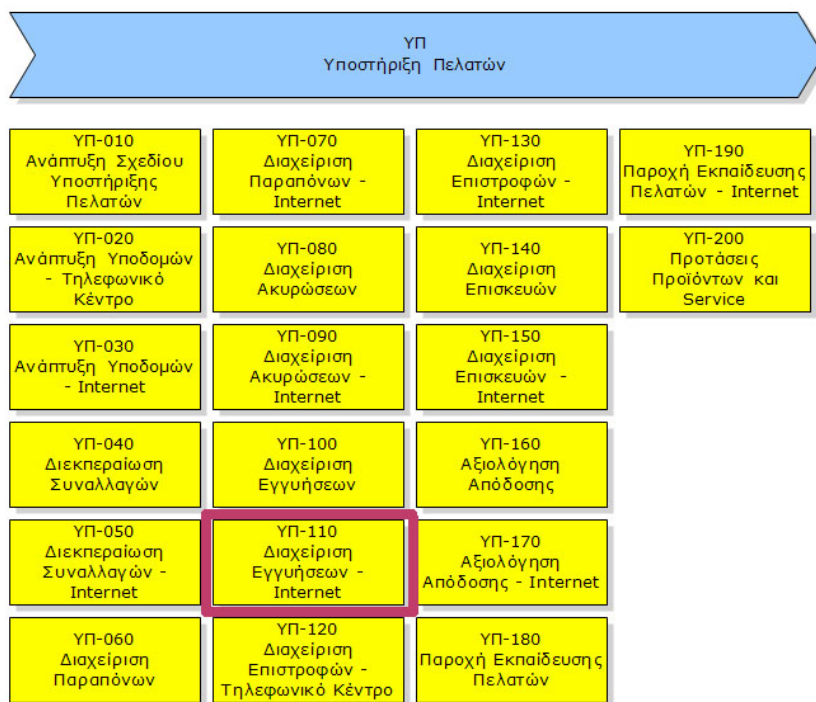 ΥΠ
Υποστήριξη Πελατών
ΥΠ-010
Ανάπτυξη Σχεδίου
Υποστήριξης
Πελατών
ΥΠ-020
Ανάπτυξη Υποδομών
- Τηλεφωνικό
Κέντρο
ΥΠ-030
Ανάπτυξη Υποδομών
- Internet
ΥΠ-040
Διεκπεραίωση
Συναλλαγών
ΥΠ-050
Διεκπεραίωση
Συναλλαγών -
Internet
ΥΠ-060
Διαχείριση
Παραπόνων
ΥΠ-070
Διαχείριση
Παραπόνων -
Internet
ΥΠ-080
Διαχείριση
Ακυρώσεων
ΥΠ-090
Διαχείριση
Ακυρώσεων -
Internet
ΥΠ-100
Διαχείριση
Εγγυήσεων
ΥΠ-110
Διαχείριση
Εγγυήσεων -
Internet
ΥΠ-120
Διαχείριση
Επιστροφών -
Τηλεφωνικό Κέντρο
ΥΠ-130
Διαχείριση
Επιστροφών -
Internet
ΥΠ-140
Διαχείριση
Επισκευών
ΥΠ-150
Διαχείριση
Επισκευών -
Internet
ΥΠ-160
Αξιολόγηση
Απόδοσης
ΥΠ-170
Αξιολόγηση
Απόδοσης - Internet
ΥΠ-180
Παροχή Εκπαίδευσης
Πελατών
ΥΠ-190
Παροχή Εκπαίδευσης
Πελατών - Internet
ΥΠ-200
Προτάσεις
Προϊόντων και
Service